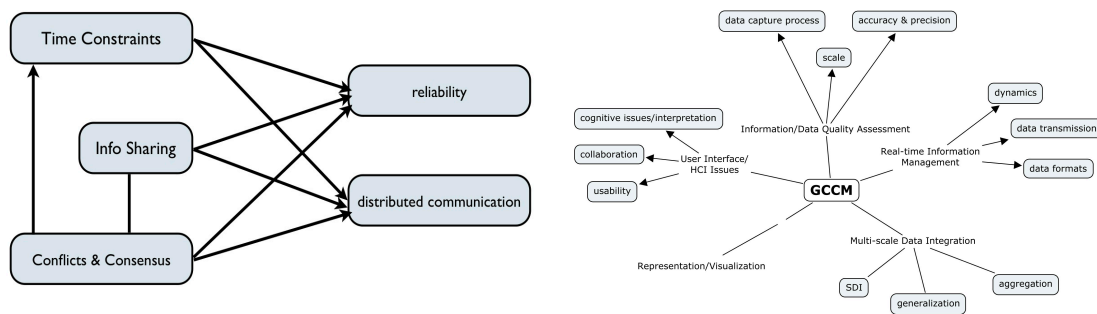 Time Constraints
reliability
Info Sharing
distributed communication
Conflicts & Consensus
data capture process
accuracy & precision
scale
dynamics
cognitive issues/interpretation
Information/Data Quality Assessment
data transmission
collaboration
User Interface/
HCI Issues
Real-time Information
Management
data formats
usability
GCCM
Multi-scale Data Integration
Representation/Visualization
SDI
aggregation
generalization